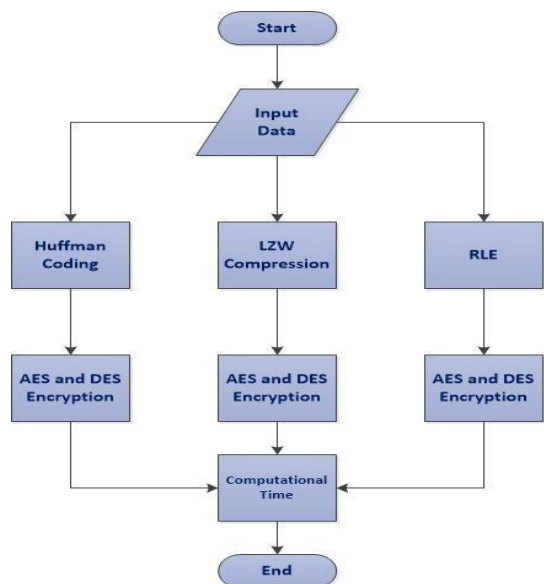 Start
Input
Data
Huffman
Coding
LZW
Compression
RLE
AES and DES
Encryption
AES and DES
Encryption
AES and DES
Encryption
Computational
Time
End